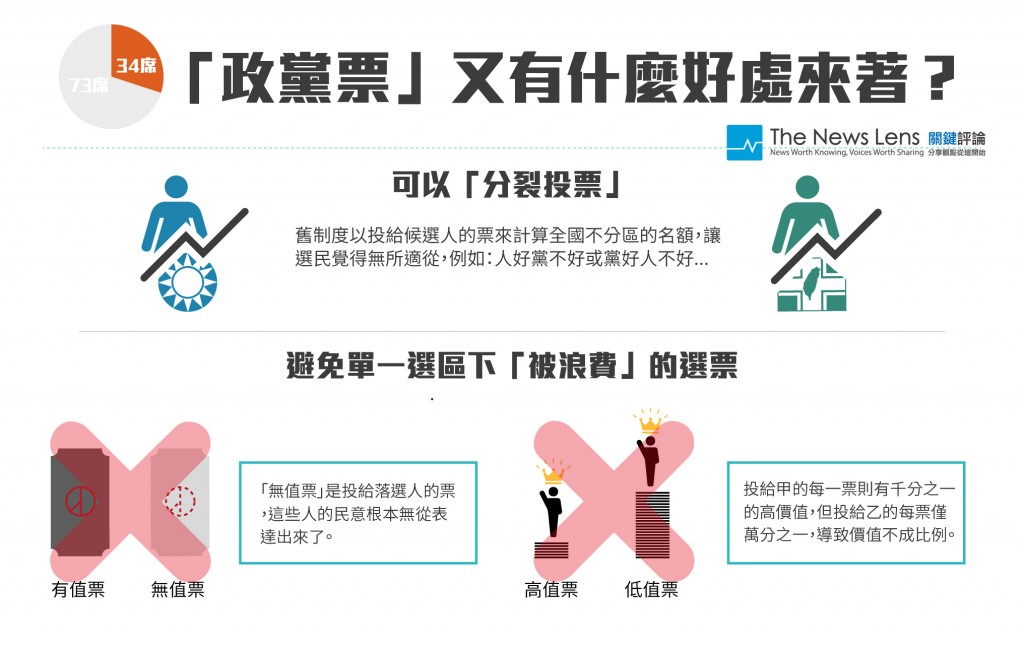 34席
73席
「政黨票」又有什麼好處來著？
The News Lens 關鍵評論
News Worth Knowing, Voices Worth Sharing 分享觀點從這開始
可以「分裂投票」
舊制度以投給候選人的票來計算全國不分區的名額，讓
選民覺得無所適從，例如：人好黨不好或黨好人不好...
避免單一選區下「被浪費」的選票
「無值票」是投給落選人的票
，這些人的民意根本無從表
達出來了。
投給甲的每一票則有千分之一
的高價值，但投給乙的每票僅
萬分之一，導致價值不成比例。
有值票
無值票
高值票
低值票